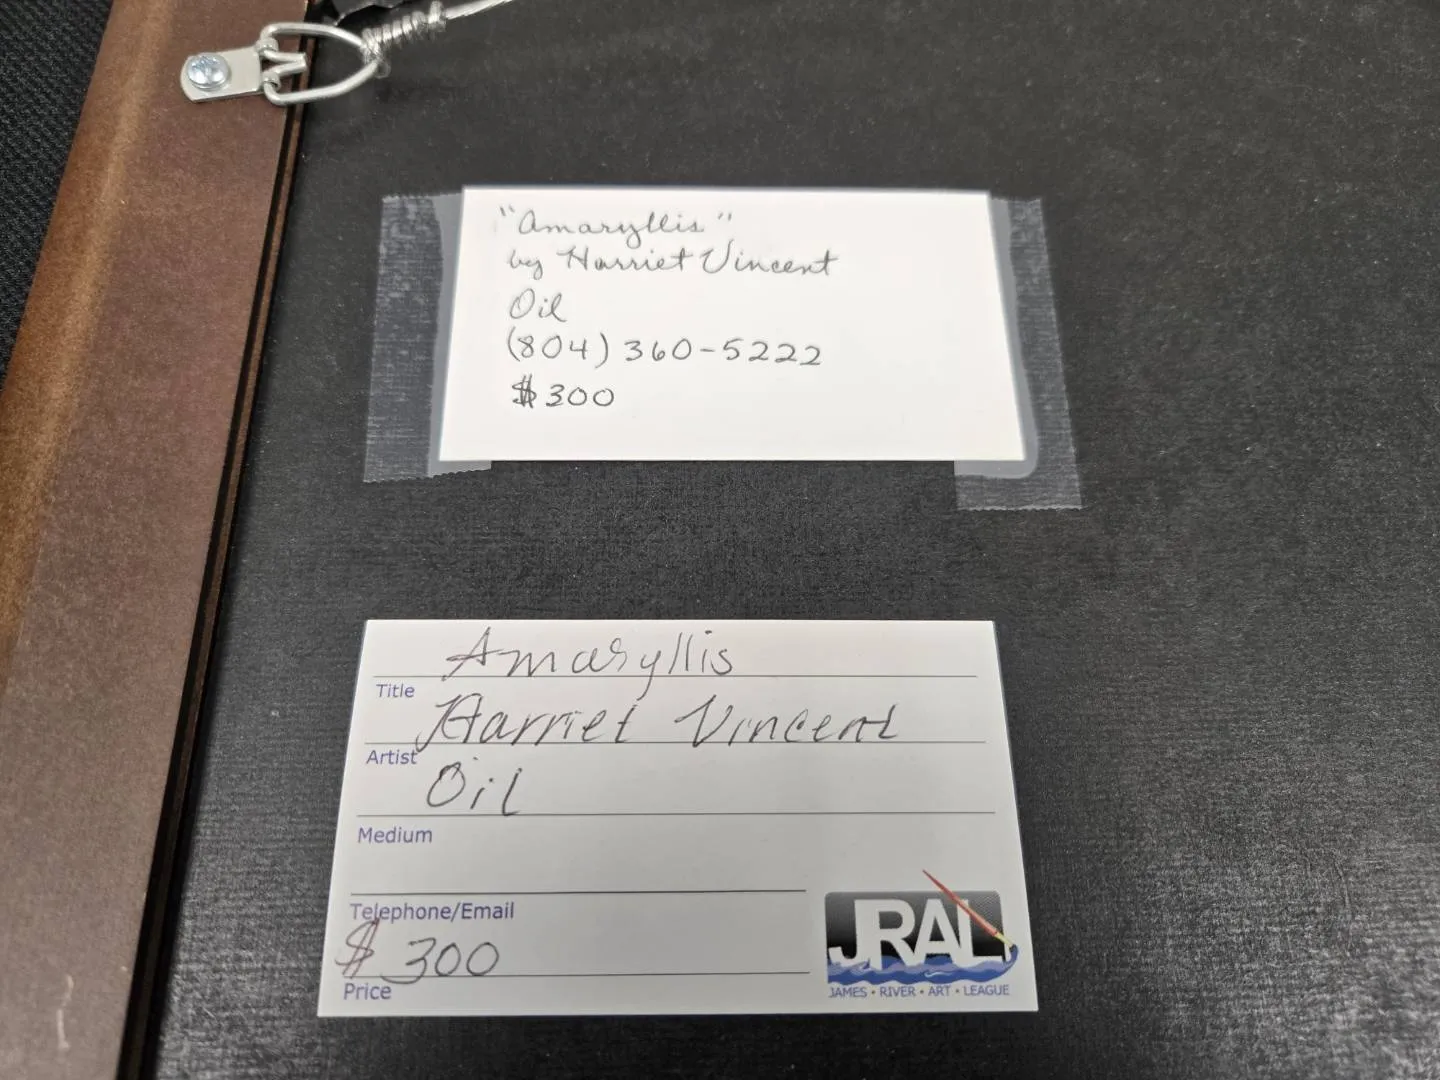 "Amaryllis"
by Harriet Vincent
Oil
(804) 360-5222
$300
Amaryllis
Title
Harriet Vincent
Artist
Oil
Medium
Telephone/Email
$ 300
Price
JRAL
JAMES • RIVER • ART • LEAGUE